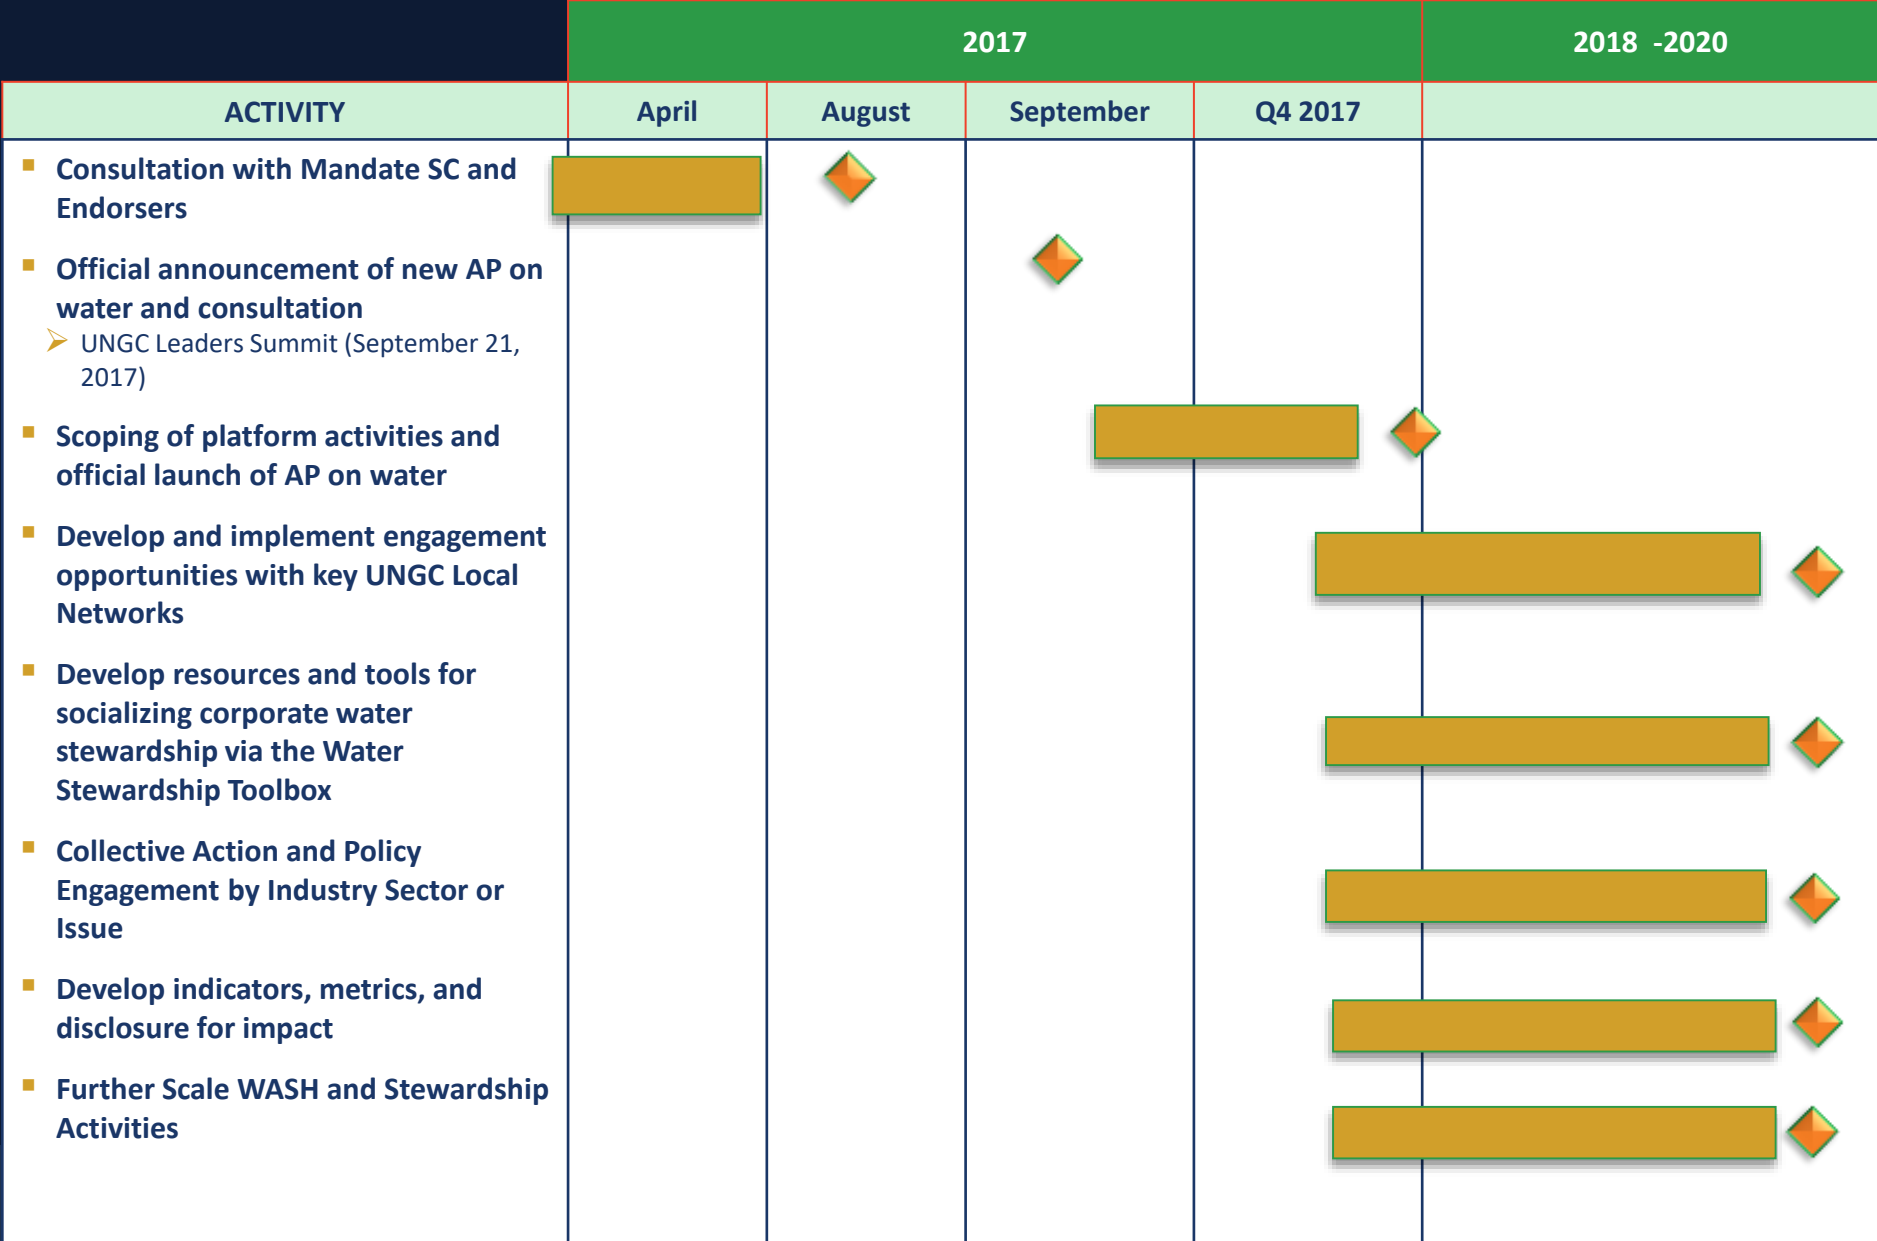 2017
2018 -2020
ACTIVITY
April
August
September
Q4 2017
Consultation with Mandate SC and
Endorsers
Official announcement of new AP on
water and consultation
UNGC Leaders Summit (September 21,
2017)
Scoping of platform activities and
official launch of AP on water
Develop and implement engagement
opportunities with key UNGC Local
Networks
Develop resources and tools for
socializing corporate water
stewardship via the Water
Stewardship Toolbox
Collective Action and Policy
Engagement by Industry Sector or
Issue
Develop indicators, metrics, and
disclosure for impact
Further Scale WASH and Stewardship
Activities